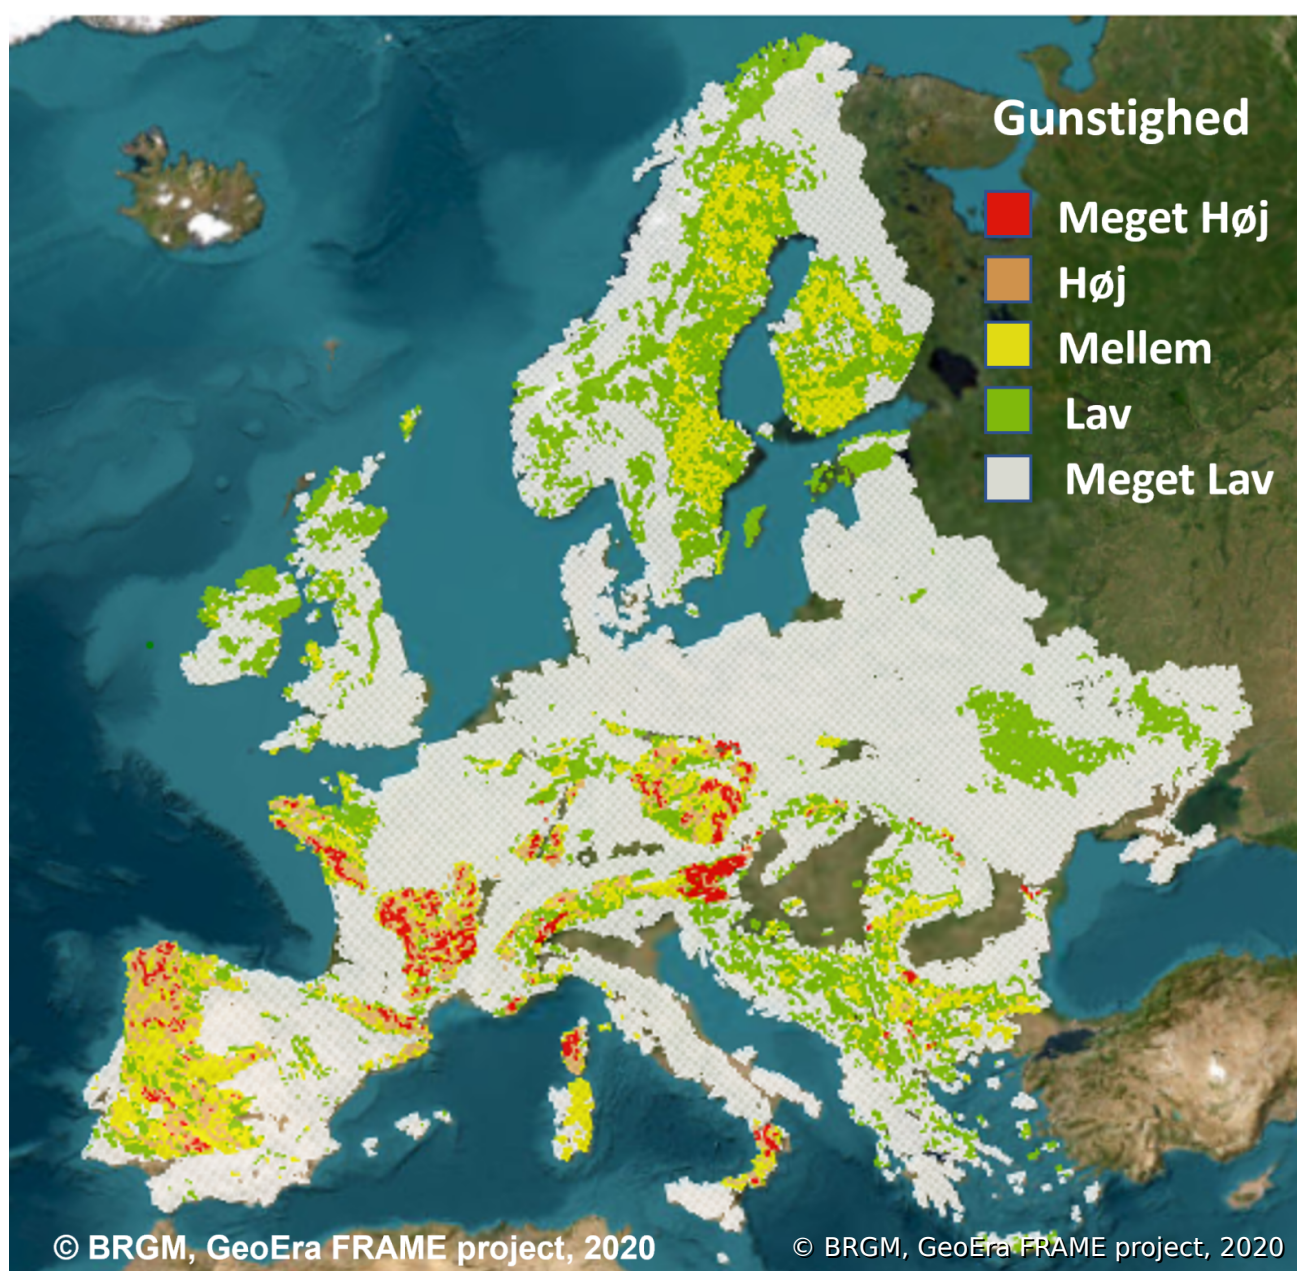 Gunstighed
Meget Høj
Høj
Mellem
Lav
Meget Lav
© BRGM, GeoEra FRAME project, 2020
© BRGM, GeoEra FRAME project, 2020